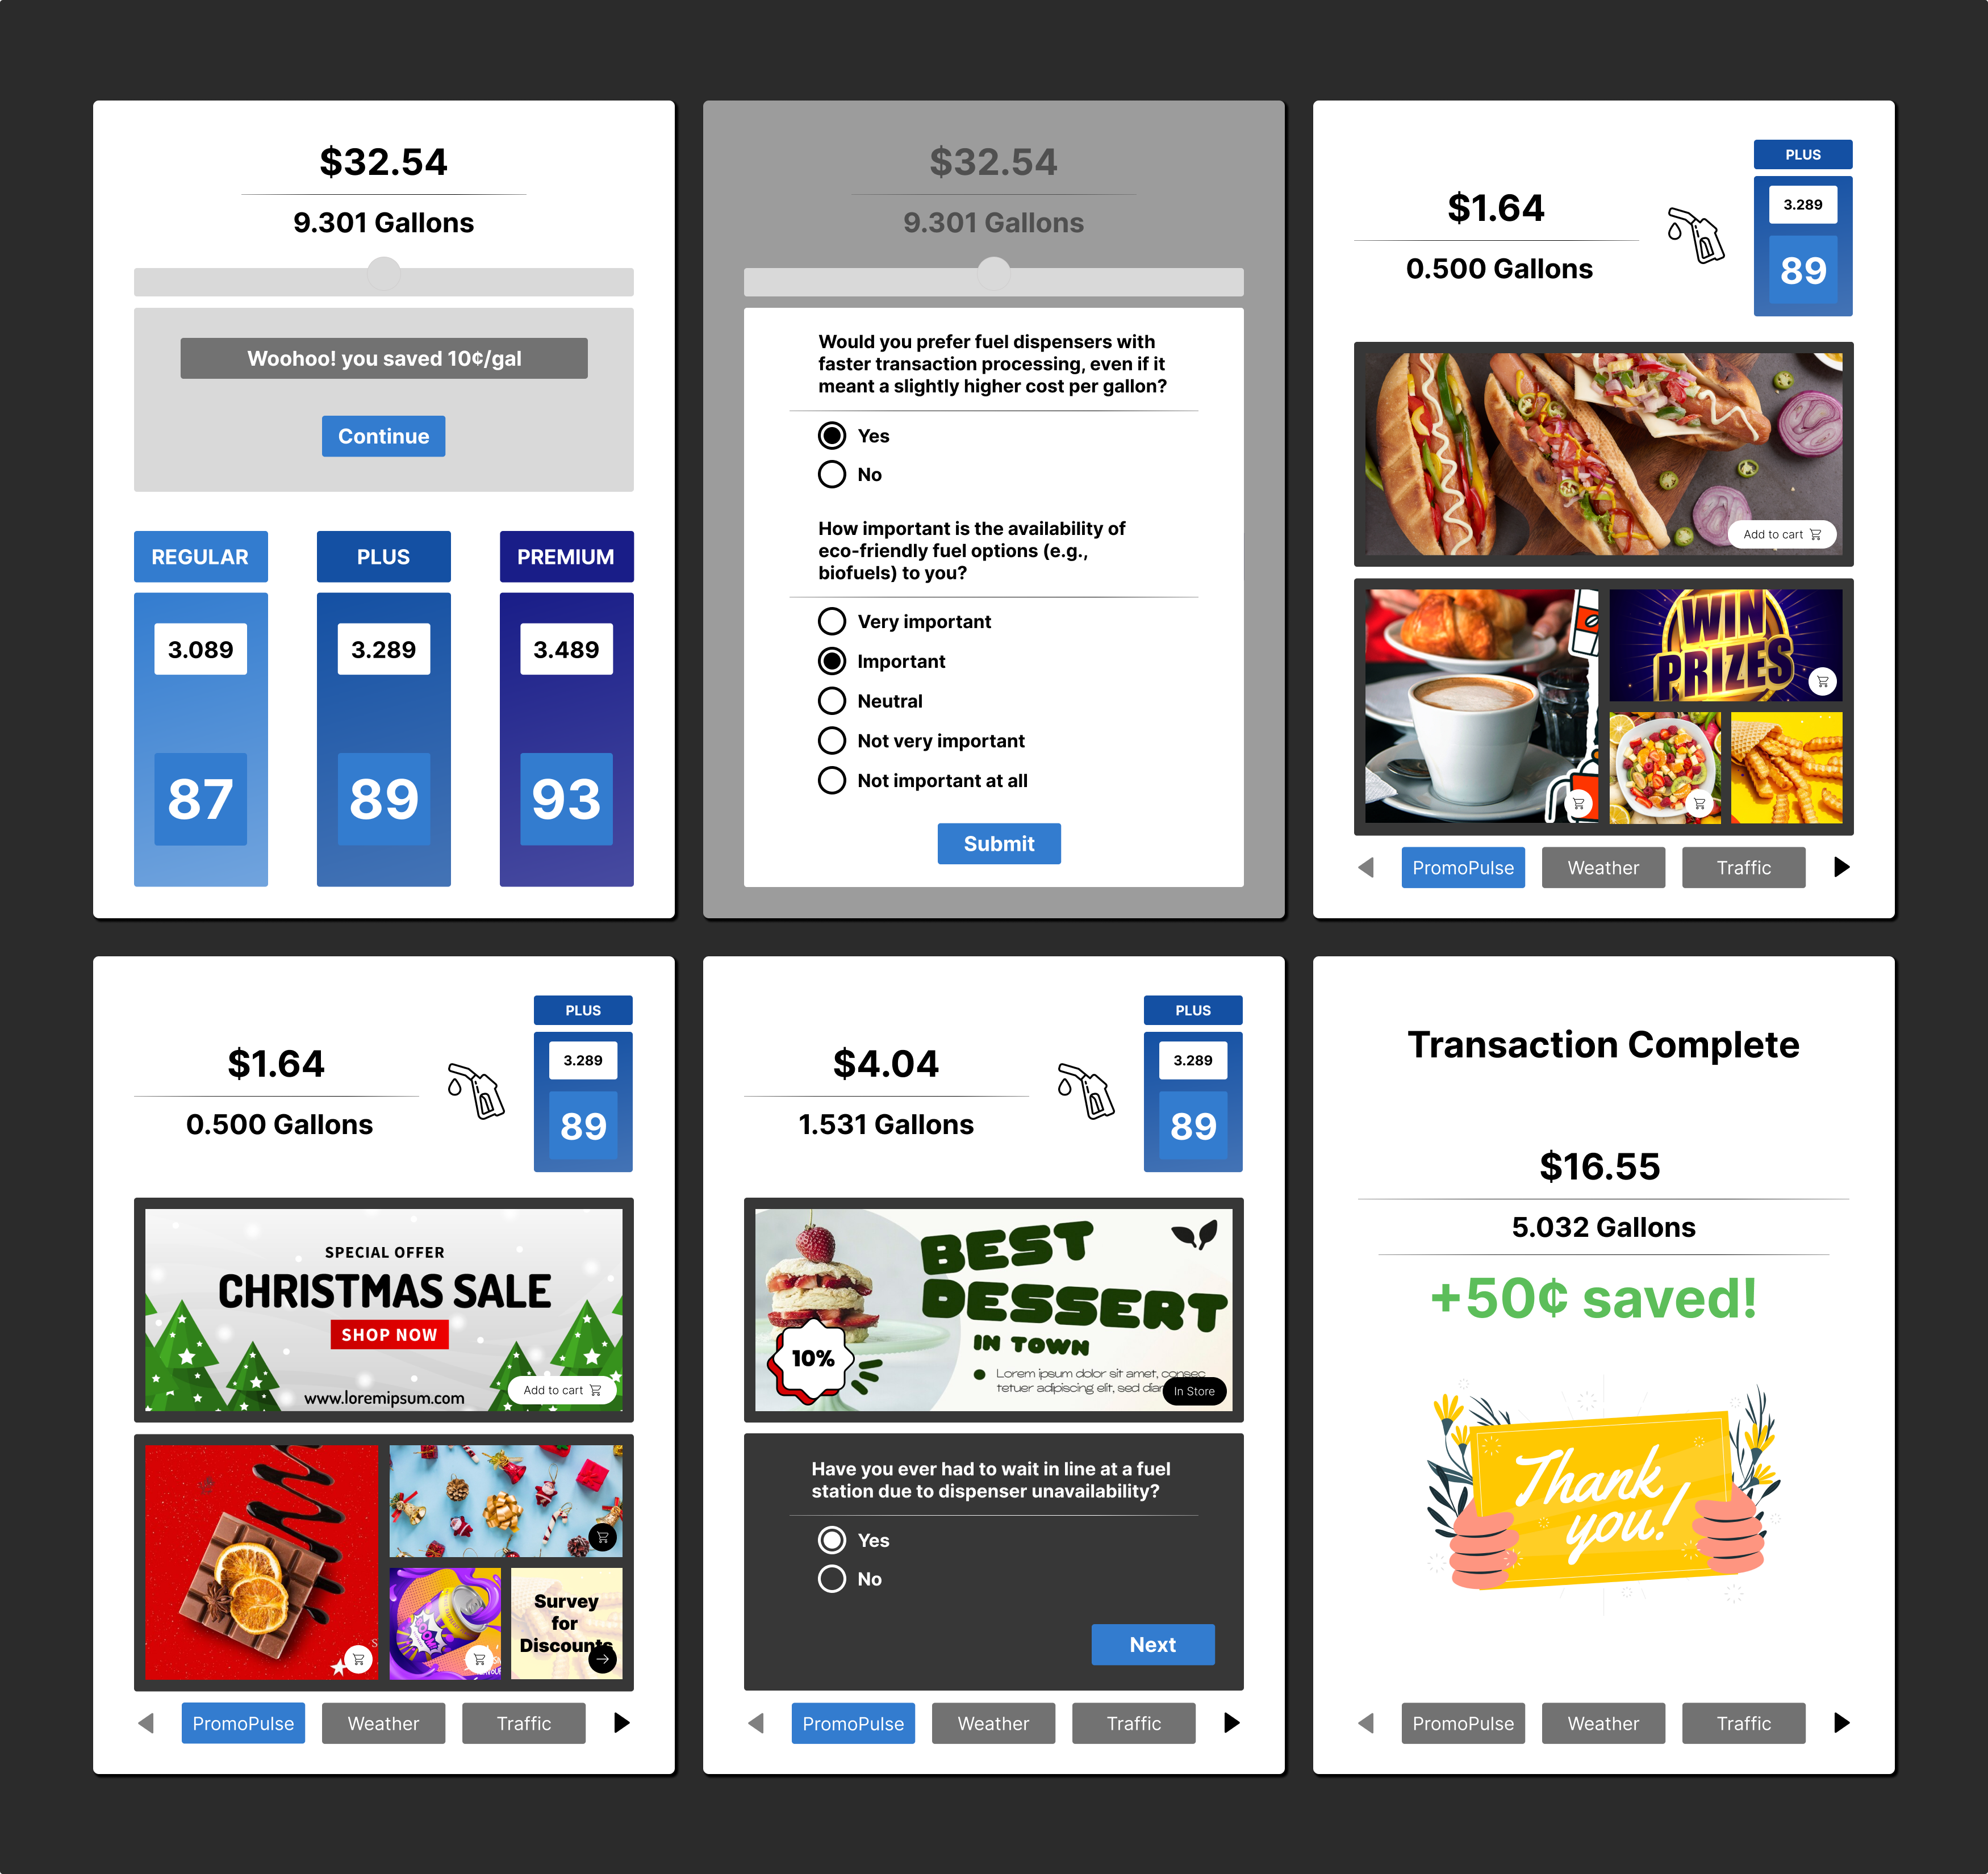 $32.54
9.301 Gallons
Woohoo! you saved 10¢/gal
Continue
REGULAR
PLUS
PREMIUM
3.089
3.289
3.489
87
89
93
$32.54
9.301 Gallons
Would you prefer fuel dispensers with
faster transaction processing, even if it
meant a slightly higher cost per gallon?
Yes
No
How important is the availability of
eco-friendly fuel options (e.g.,
biofuels) to you?
Very important
Important
Neutral
Not very important
Not important at all
Submit
PLUS
$1.64
0.500 Gallons
3.289
89
Add to cart
WIN
PRIZES
PromoPulse
Weather
Traffic
PLUS
$1.64
0.500 Gallons
3.289
89
SPECIAL OFFER
CHRISTMAS SALE
SHOP NOW
www.loremipsum.com
Add to cart
Survey
for
Discounts
PromoPulse
Weather
Traffic
PLUS
$4.04
1.531 Gallons
3.289
89
BEST
DESSERT
IN TOWN
10%
Lorem ipsum dolor sit amet, consec
tetuer adipiscing elit, sed diam
In Store
Have you ever had to wait in line at a fuel
station due to dispenser unavailability?
Yes
No
Next
PromoPulse
Weather
Traffic
Transaction Complete
$16.55
5.032 Gallons
+50¢ saved!
Thank
you!
PromoPulse
Weather
Traffic